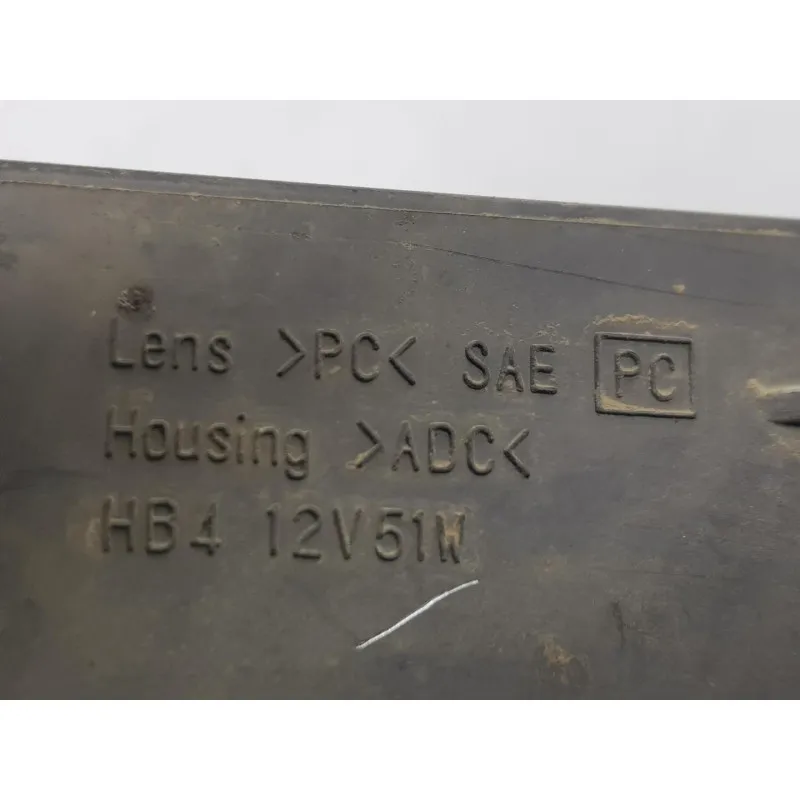 Lens >PC< SAE PC
Housing >ADC<
HB4 12V51W